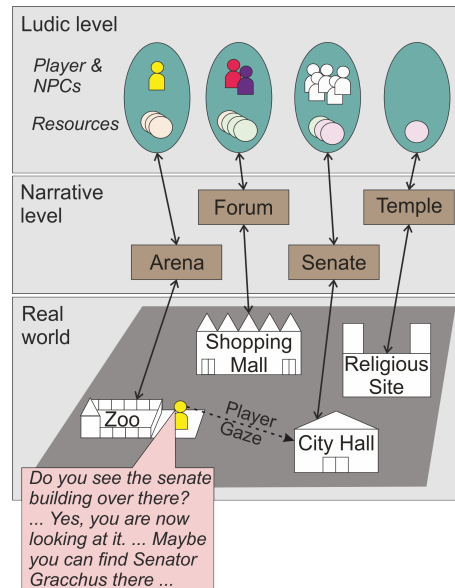 Ludic level
Player &
NPCs
Resources
Narrative
level
Forum
Temple
Arena
Senate
Real
world
Shopping
Mall
Religious
Site
Zoo
Player
Gaze
City Hall
Do you see the senate
building over there?
... Yes, you are now
looking at it. ... Maybe
you can find Senator
Gracchus there ...